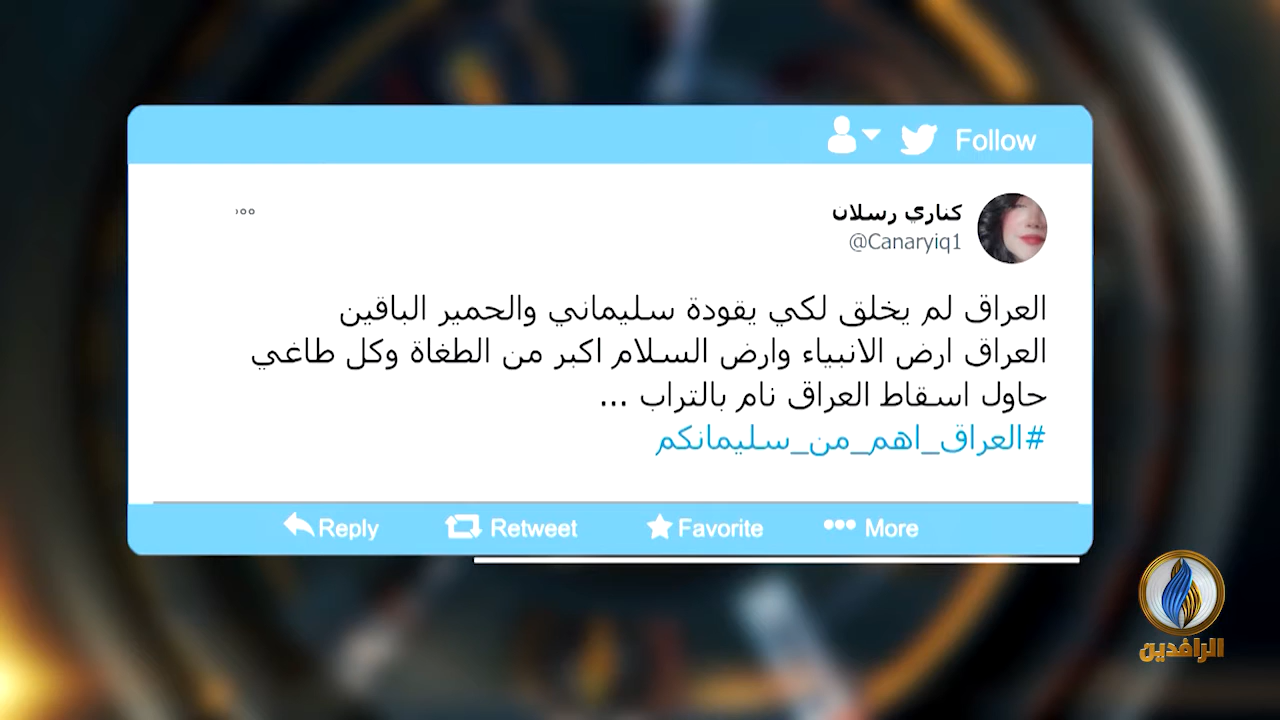 Follow
كناري رسلان
@Canaryiq1
العراق لم يخلق لكي يقودة سليماني والحمير الباقين
العراق ارض الانبياء وارض السلام اكبر من الطغاة وكل طاغي
حاول اسقاط العراق نام بالتراب ...
#العراق_اهم_من_سليمانكم
Reply Retweet Favorite More
الرافدين